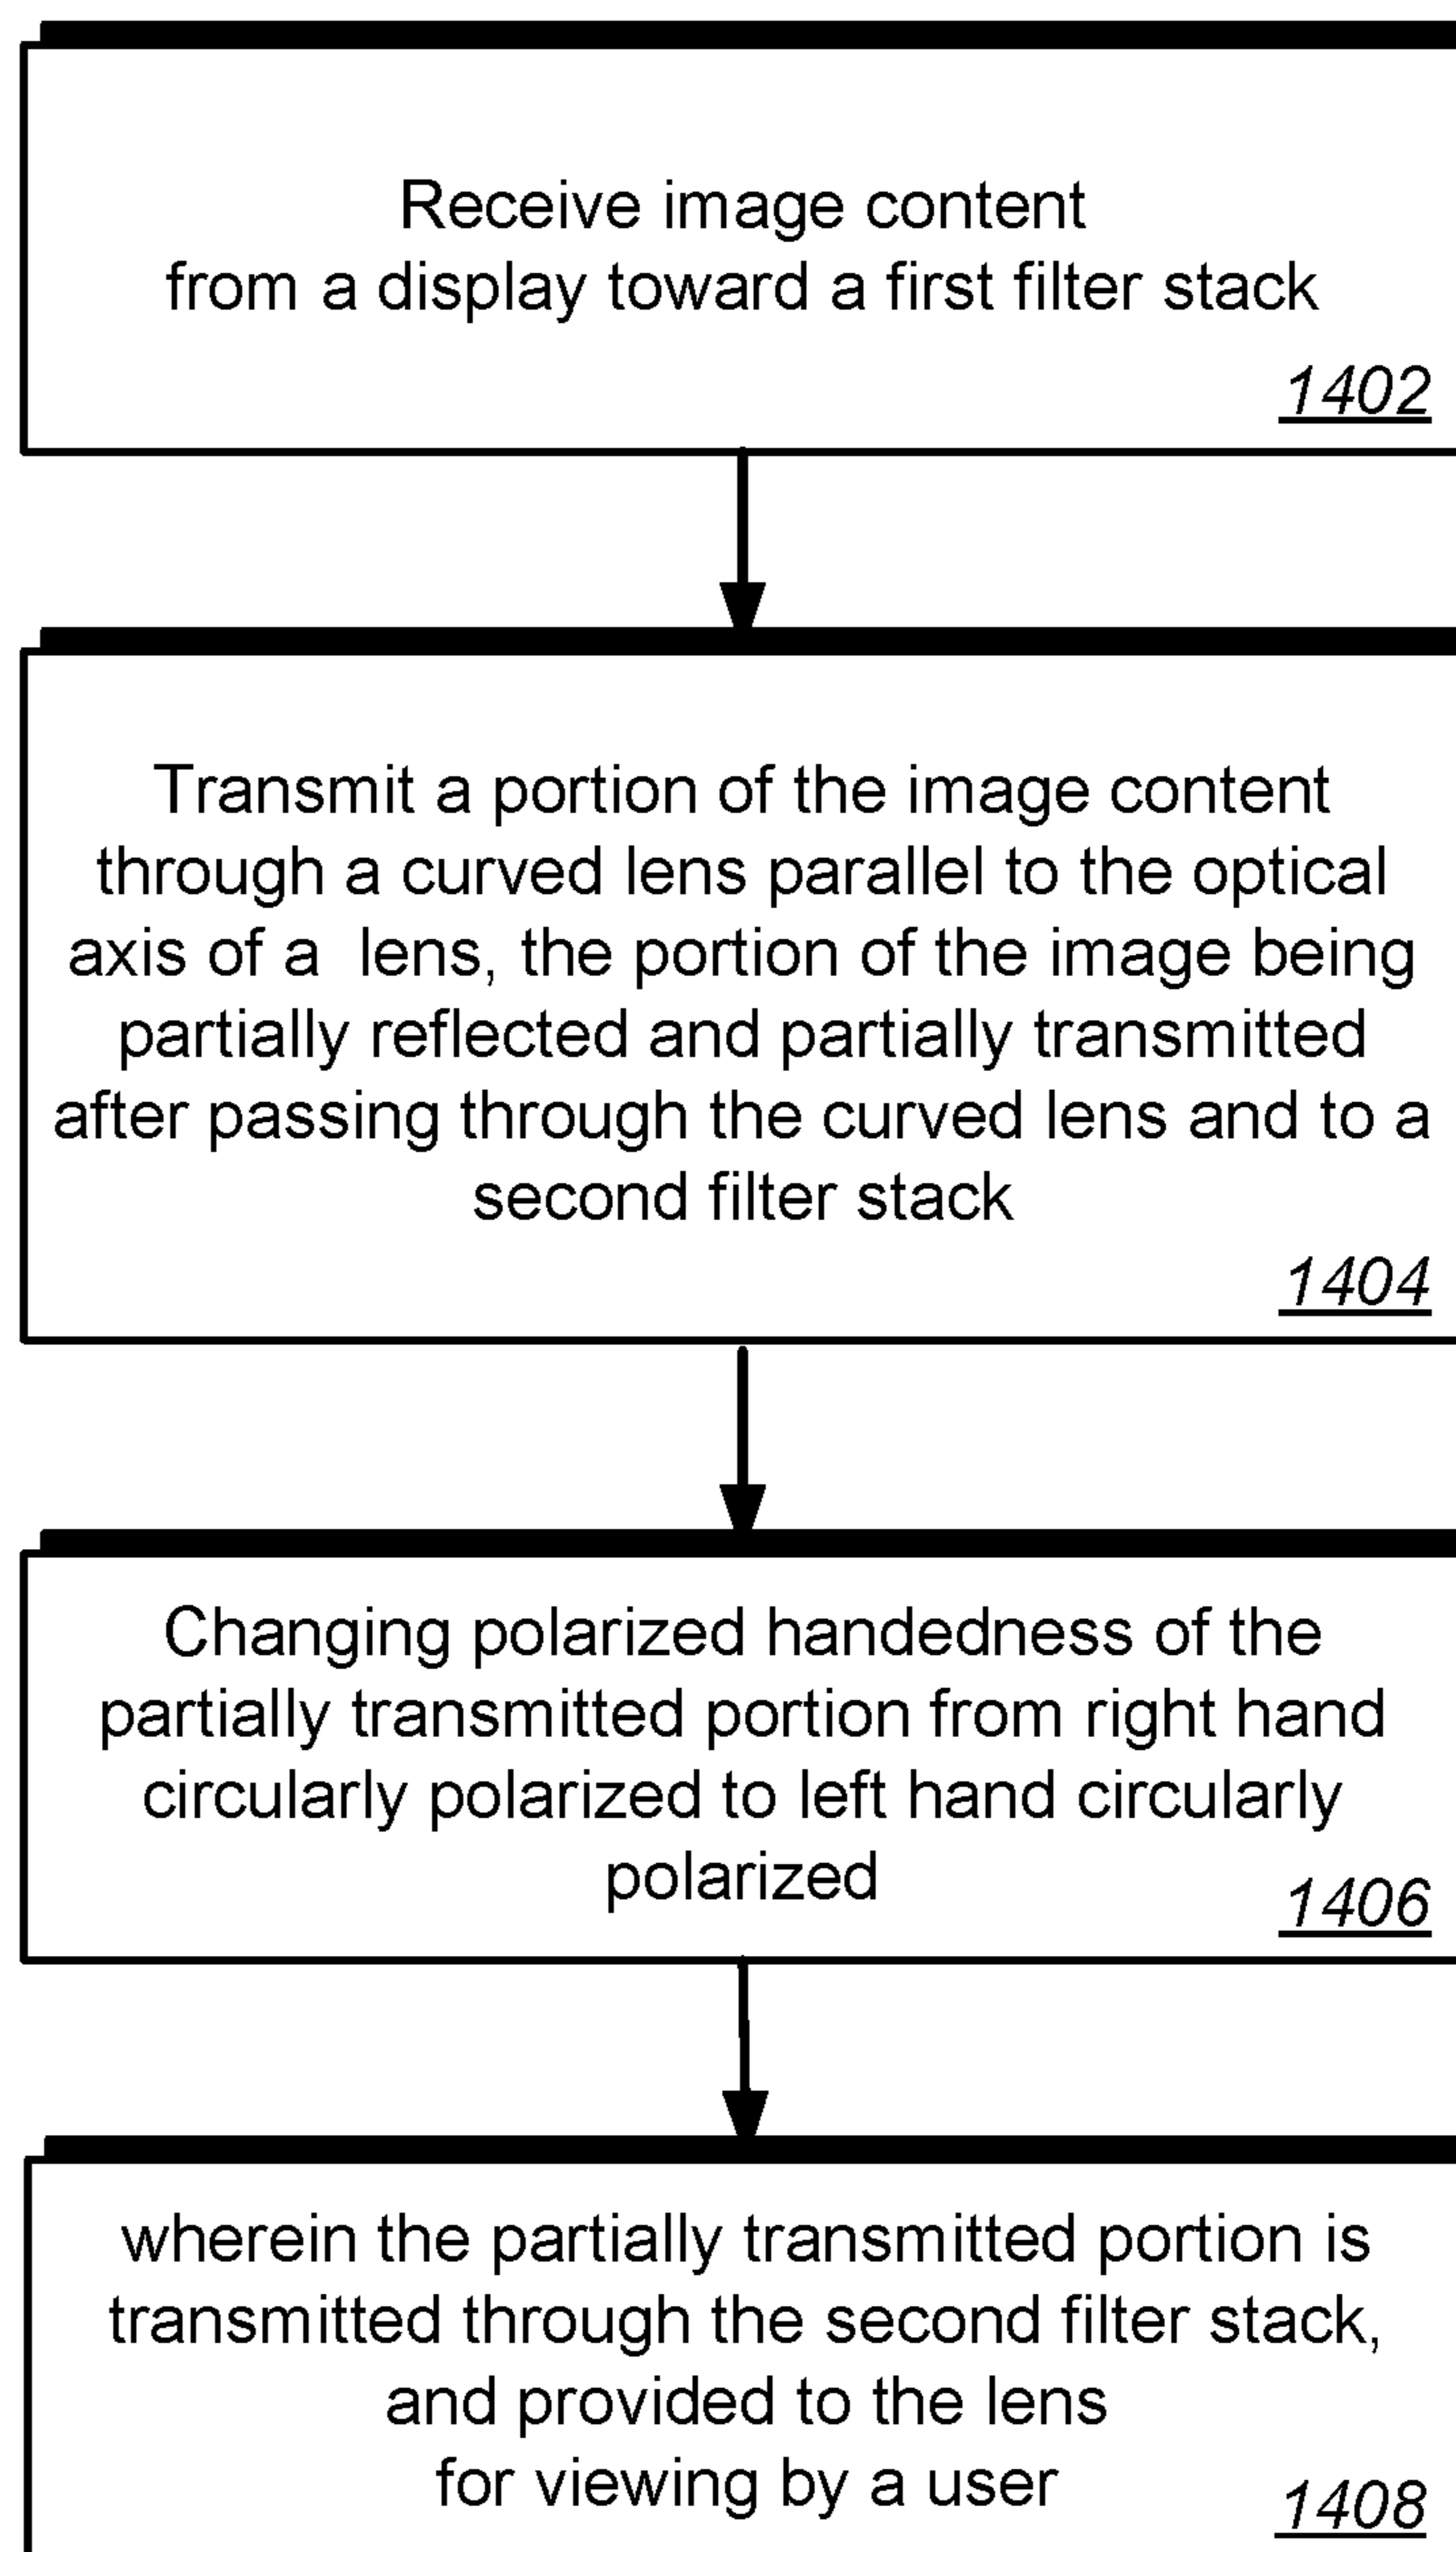 Receive image content
from a display toward a first filter stack
1402
Transmit a portion of the image content
through a curved lens parallel to the optical
axis of a  lens, the portion of the image being
partially reflected and partially transmitted
after passing through the curved lens and to a
second filter stack
1404
Changing polarized handedness of the
partially transmitted portion from right hand
circularly polarized to left hand circularly
polarized
1406
wherein the partially transmitted portion is
transmitted through the second filter stack,
and provided to the lens
for viewing by a user
1408